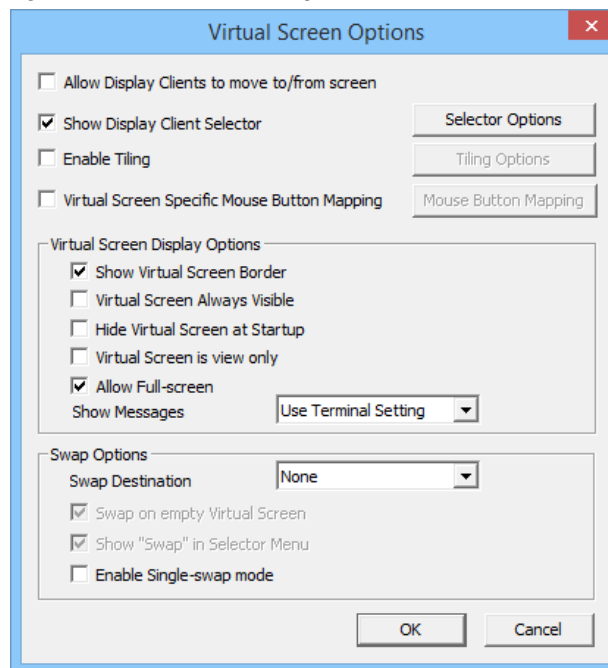 Virtual Screen Options
Allow Display Clients to move to/from screen
Show Display Client Selector
Selector Options
Enable Tiling
Tiling Options
Virtual Screen Specific Mouse Button Mapping
Mouse Button Mapping
Virtual Screen Display Options
Show Virtual Screen Border
Virtual Screen Always Visible
Hide Virtual Screen at Startup
Virtual Screen is view only
Allow Full-screen
Show Messages
Use Terminal Setting
Swap Options
Swap Destination
None
Swap on empty Virtual Screen
Show "Swap" in Selector Menu
Enable Single-swap mode
OK
Cancel